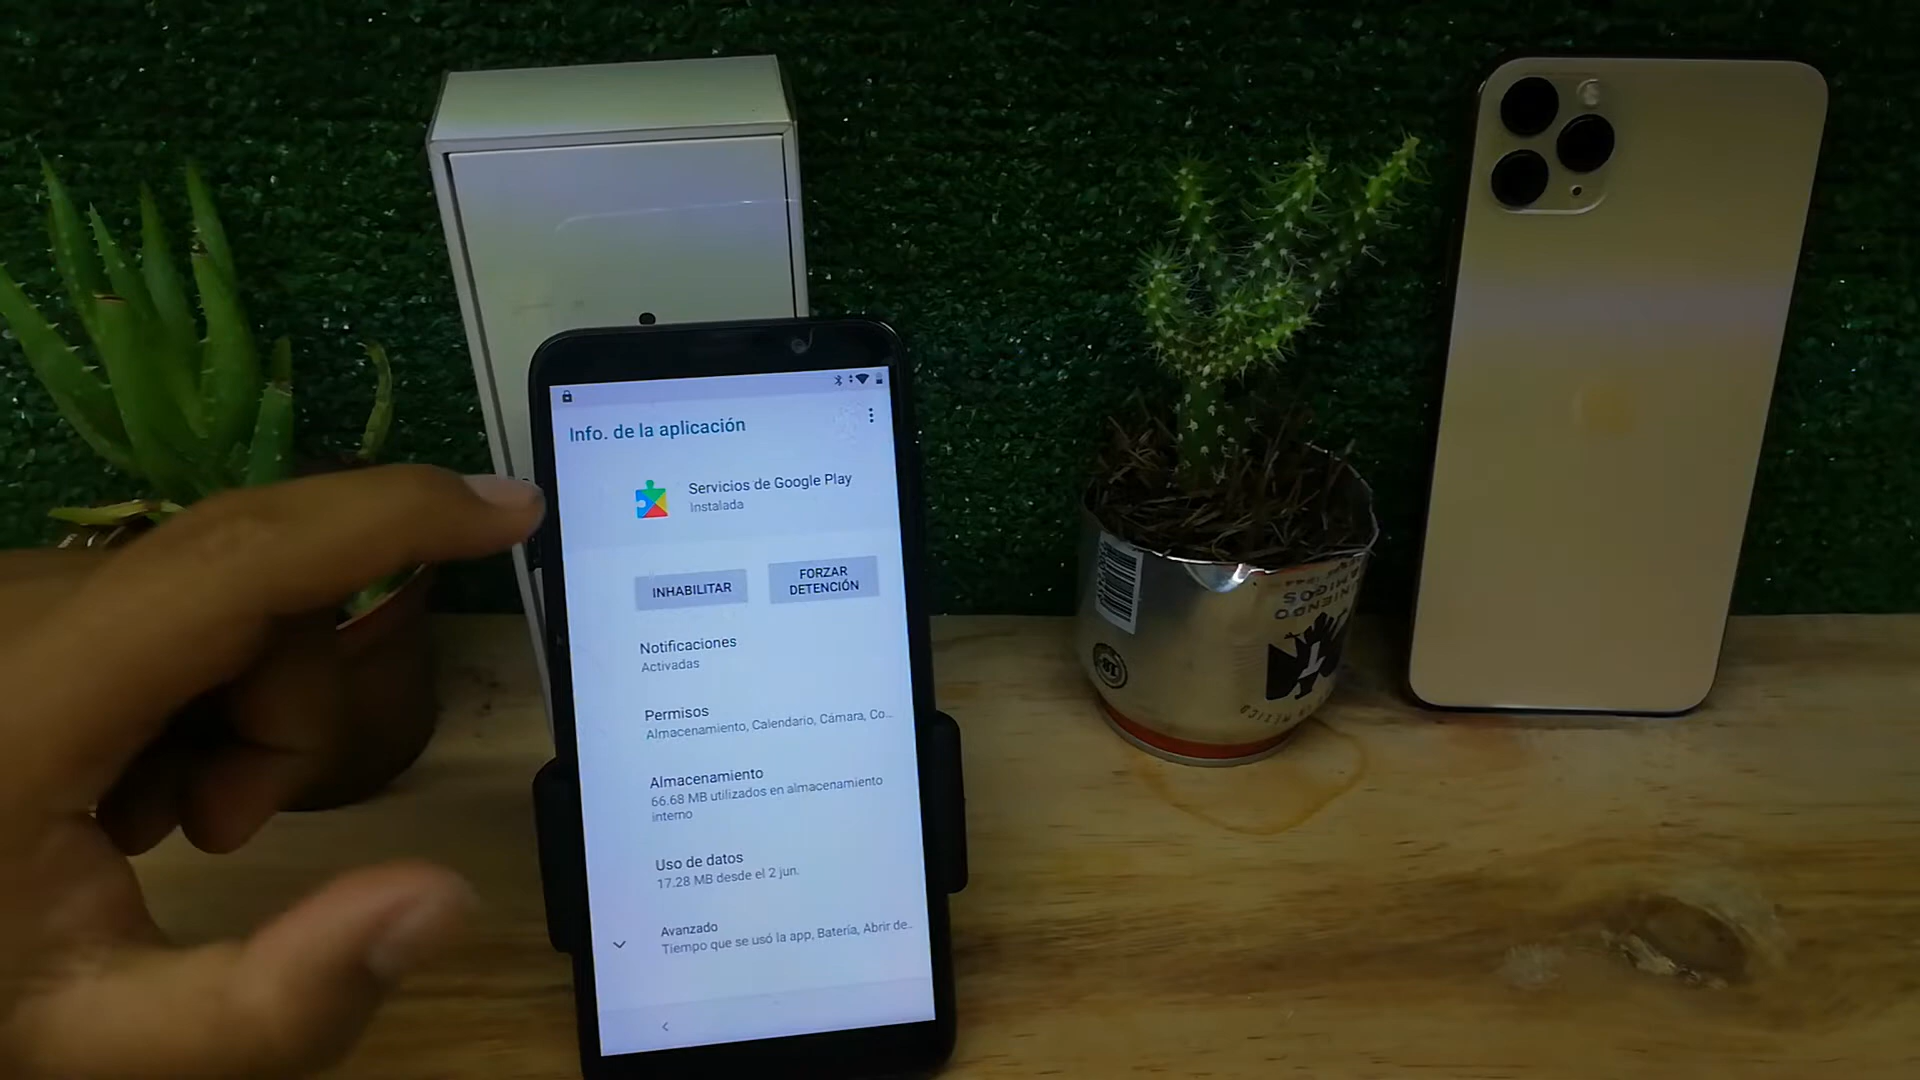 Info. de la aplicación
Servicios de Google Play
Instalada
INHABILITAR
FORZAR
DETENCIÓN
Notificaciones
Activadas
Permisos
Almacenamiento, Calendario, Cámara, Co...
Almacenamiento
66.68 MB utilizados en almacenamiento
interno
Uso de datos
17.28 MB desde el 2 jun.
Avanzado
Tiempo que se usó la app, Batería, Abrir de..